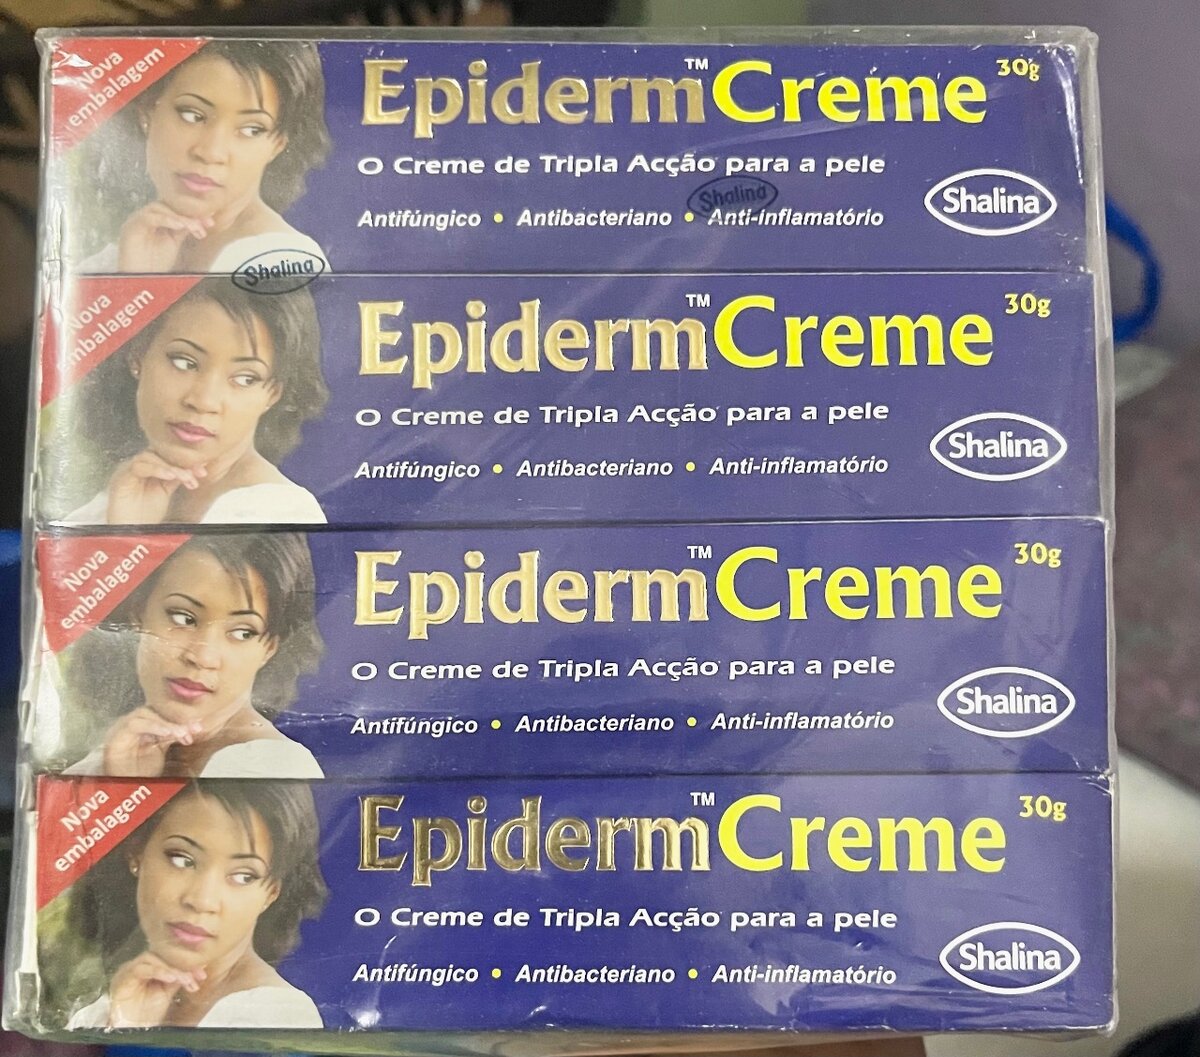 Nova
embalagem
Epiderm™Creme 30g
O Creme de Tripla Acção para a pele
Antifúngico • Antibacteriano • Anti-inflamatório
Shalina
Shalina
Shalina
Nova
mbalagem
Epiderm™Creme 30g
O Creme de Tripla Acção para a pele
Antifúngico • Antibacteriano • Anti-inflamatório
Shalina
Nova
embalagem
Epiderm™Creme 30g
O Creme de Tripla Acção para a pele
Antifúngico • Antibacteriano • Anti-inflamatório
Shalina
Nova
embalagem
Epiderm™Creme 30g
O Creme de Tripla Acção para a pele
Antifúngico • Antibacteriano • Anti-inflamatório
Shalina